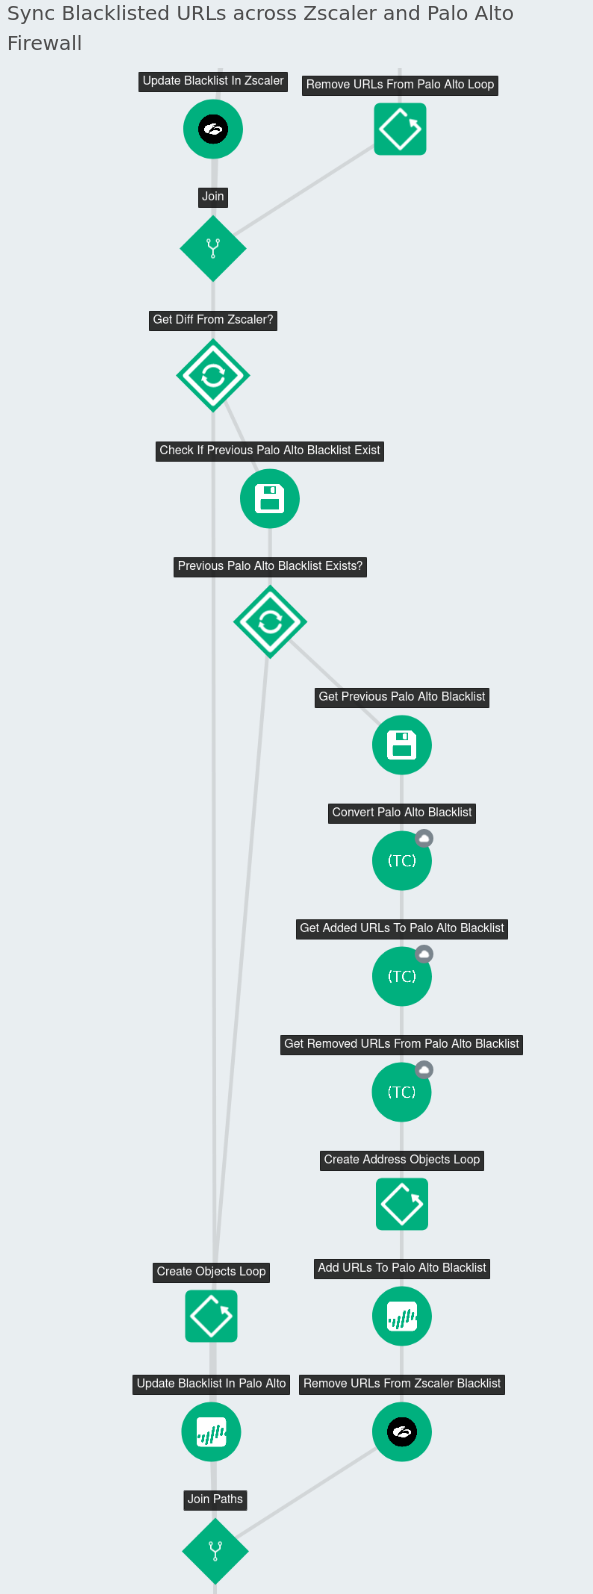 Sync Blacklisted URLs across Zscaler and Palo Alto
Firewall
Update Blacklist In Zscaler
Remove URLs From Palo Alto Loop
Join
Get Diff From Zscaler?
Check If Previous Palo Alto Blacklist Exist
Previous Palo Alto Blacklist Exists?
Get Previous Palo Alto Blacklist
Convert Palo Alto Blacklist
(TC)
Get Added URLs To Palo Alto Blacklist
(TC)
Get Removed URLs From Palo Alto Blacklist
(TC)
Create Address Objects Loop
Add URLs To Palo Alto Blacklist
Create Objects Loop
Update Blacklist In Palo Alto
Remove URLs From Zscaler Blacklist
Join Paths